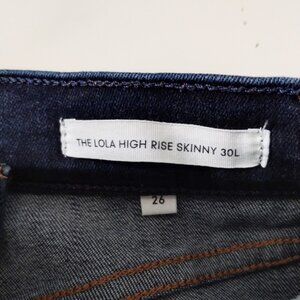 THE LOLA HIGH RISE SKINNY 30L
26